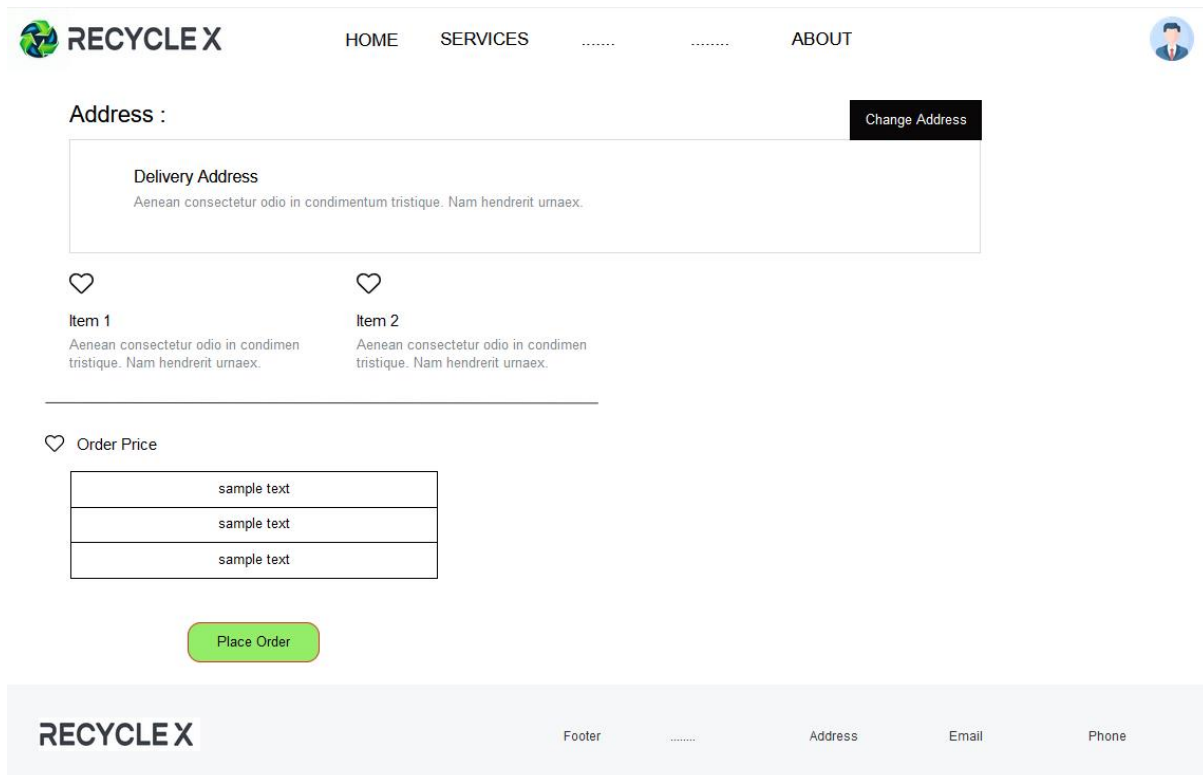 RECYCLE X
HOME SERVICES ....... ........ ABOUT
Address :
Change Address
Delivery Address
Aenean consectetur odio in condimentum tristique. Nam hendrerit urnaex.
Item 1
Aenean consectetur odio in condimen
tristique. Nam hendrerit urnaex.
Item 2
Aenean consectetur odio in condimen
tristique. Nam hendrerit urnaex.
Order Price
sample text
sample text
sample text
Place Order
RECYCLE X
Footer ........ Address Email Phone